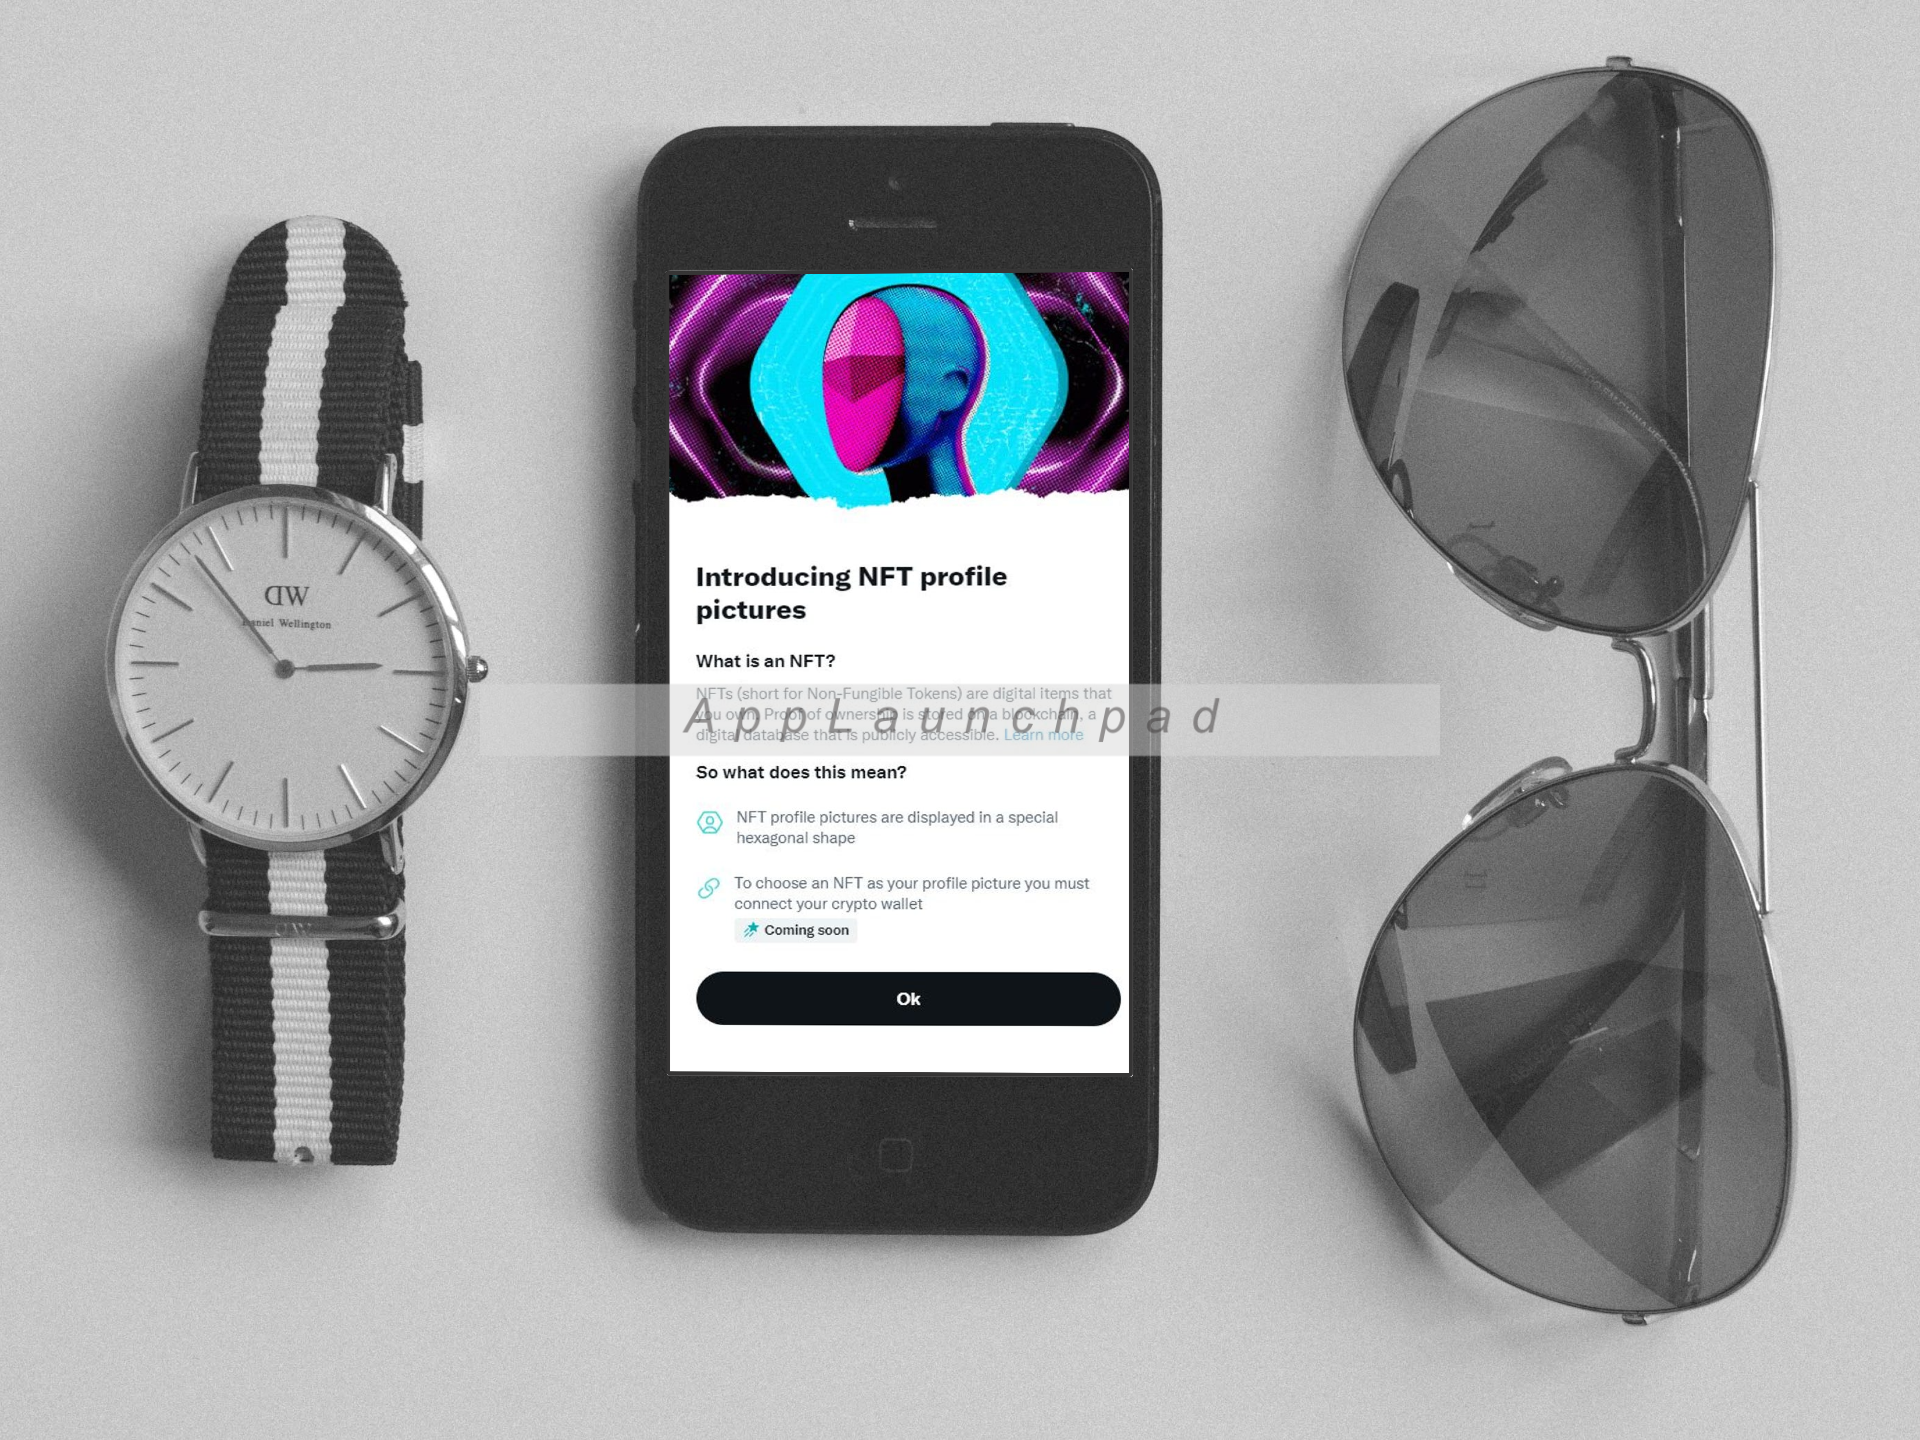 DW
Daniel Wellington
Introducing NFT profile
pictures
What is an NFT?
NFTs (short for Non-Fungible Tokens) are digital items that
you own. Proof of ownership is stored on a blockchain, a
digital database that is publicly accessible. Learn more
AppLaunchpad
So what does this mean?
NFT profile pictures are displayed in a special
hexagonal shape
To choose an NFT as your profile picture you must
connect your crypto wallet
Coming soon
Ok
DW